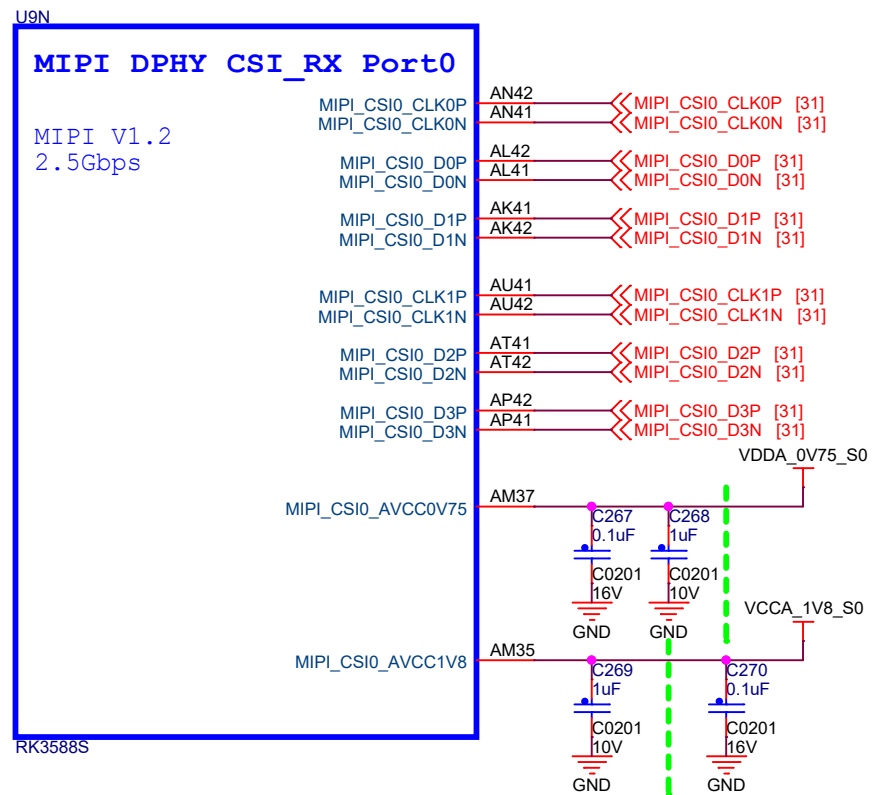 U9N
MIPI DPHY CSI_RX Port0
MIPI V1.2
2.5Gbps
MIPI_CSI0_CLK0P AN42 MIPI_CSI0_CLK0P [31]
MIPI_CSI0_CLK0N AN41 MIPI_CSI0_CLK0N [31]
MIPI_CSI0_D0P AL42 MIPI_CSI0_D0P [31]
MIPI_CSI0_D0N AL41 MIPI_CSI0_D0N [31]
MIPI_CSI0_D1P AK41 MIPI_CSI0_D1P [31]
MIPI_CSI0_D1N AK42 MIPI_CSI0_D1N [31]
MIPI_CSI0_CLK1P AU41 MIPI_CSI0_CLK1P [31]
MIPI_CSI0_CLK1N AU42 MIPI_CSI0_CLK1N [31]
MIPI_CSI0_D2P AT41 MIPI_CSI0_D2P [31]
MIPI_CSI0_D2N AT42 MIPI_CSI0_D2N [31]
MIPI_CSI0_D3P AP42 MIPI_CSI0_D3P [31]
MIPI_CSI0_D3N AP41 MIPI_CSI0_D3N [31]
VDDA_0V75_S0
MIPI_CSI0_AVCC0V75 AM37
C267 C268
0.1uF 1uF
C0201 C0201
16V 10V
GND GND
VCCA_1V8_S0
MIPI_CSI0_AVCC1V8 AM35
C269 C270
1uF 0.1uF
C0201 C0201
10V 16V
GND GND
RK3588S